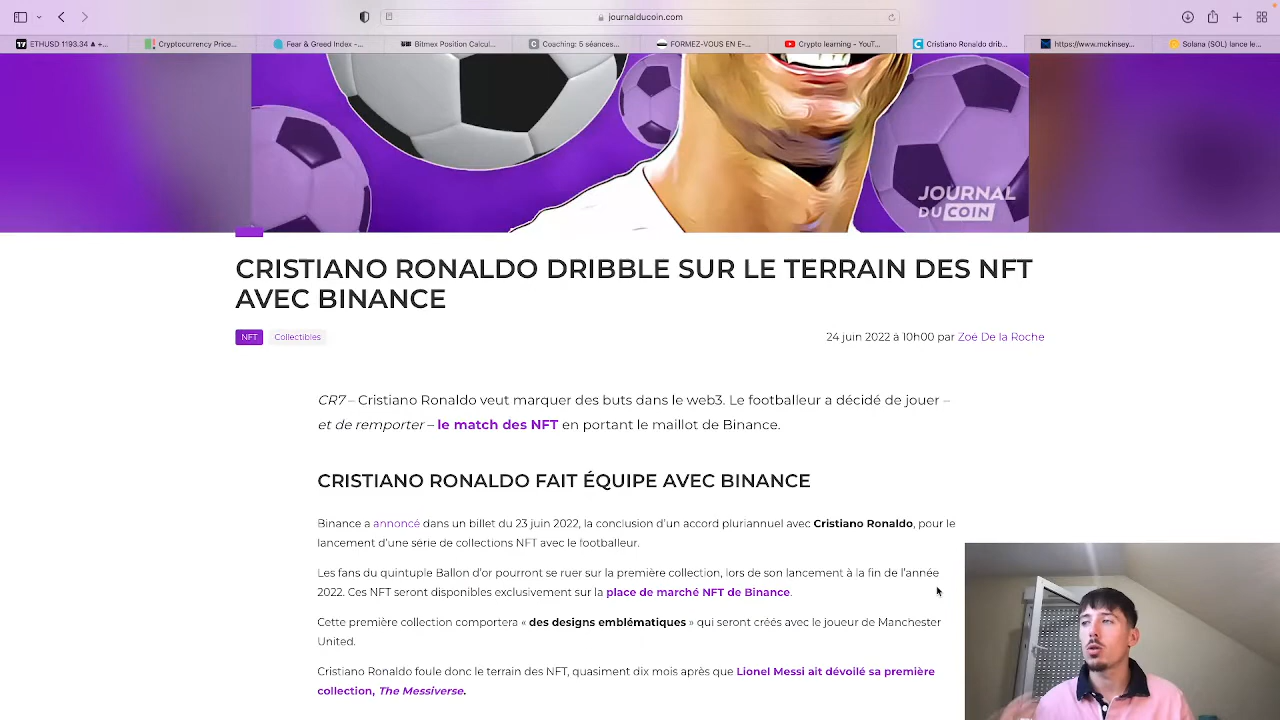 journalducoin.com
ETHUSD 1193.34 ▲ +...
Cryptocurrency Price...
Fear & Greed Index -...
Bitmex Position Calcul...
Coaching: 5 séances...
FORMEZ-VOUS EN E-...
Crypto learning - YouT...
Cristiano Ronaldo drib...
https://www.mckinsey...
Solana (SOL) lance le...
JOURNAL
DU COIN
CRISTIANO RONALDO DRIBBLE SUR LE TERRAIN DES NFT
AVEC BINANCE
NFT Collectibles
24 juin 2022 à 10h00 par Zoé De la Roche
CR7 – Cristiano Ronaldo veut marquer des buts dans le web3. Le footballeur a décidé de jouer –
et de remporter – le match des NFT en portant le maillot de Binance.
CRISTIANO RONALDO FAIT ÉQUIPE AVEC BINANCE
Binance a annoncé dans un billet du 23 juin 2022, la conclusion d'un accord pluriannuel avec Cristiano Ronaldo, pour le
lancement d'une série de collections NFT avec le footballeur.
Les fans du quintuple Ballon d'or pourront se ruer sur la première collection, lors de son lancement à la fin de l'année
2022. Ces NFT seront disponibles exclusivement sur la place de marché NFT de Binance.
Cette première collection comportera « des designs emblématiques » qui seront créés avec le joueur de Manchester
United.
Cristiano Ronaldo foule donc le terrain des NFT, quasiment dix mois après que Lionel Messi ait dévoilé sa première
collection, The Messiverse.